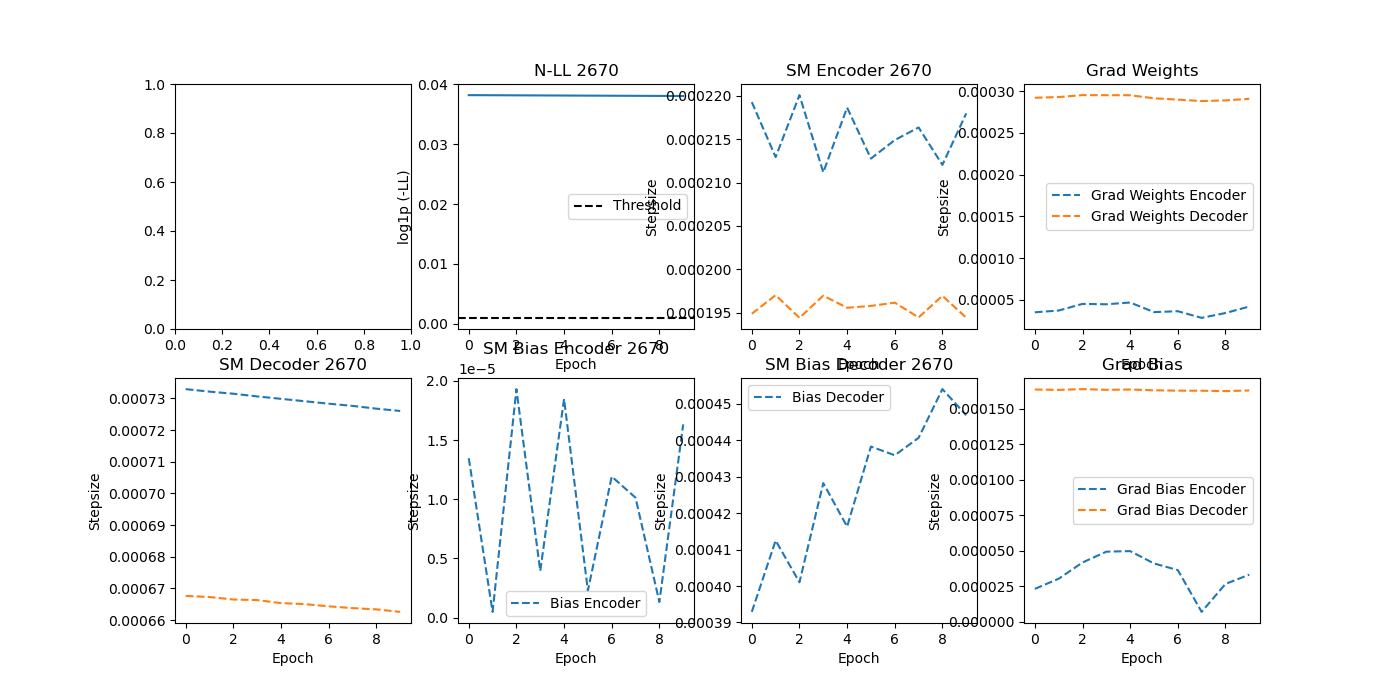 1.0
0.8
0.6
0.4
0.2
0.0
0.0 0.2 0.4 0.6 0.8 1.0
N-LL 2670
log1p (-LL)
0.04
0.03
0.02
0.01
0.00
Threshold
0 2 4 6 8
Epoch
SM Encoder 2670
Stepsize
0.000220
0.000215
0.000210
0.000205
0.000200
0.000195
0 2 4 6 8
Epoch
Grad Weights
Stepsize
0.00030
0.00025
0.00020
0.00015
0.00010
0.00005
Grad Weights Encoder
Grad Weights Decoder
0 2 4 6 8
Epoch
SM Decoder 2670
Stepsize
0.00073
0.00072
0.00071
0.00070
0.00069
0.00068
0.00067
0.00066
0 2 4 6 8
Epoch
SM Bias Encoder 2670
1e−5
Stepsize
2.0
1.5
1.0
0.5
0.0
Bias Encoder
0 2 4 6 8
Epoch
SM Bias Decoder 2670
Stepsize
0.00045
0.00044
0.00043
0.00042
0.00041
0.00040
0.00039
Bias Decoder
0 2 4 6 8
Epoch
Grad Bias
Stepsize
0.000150
0.000125
0.000100
0.000075
0.000050
0.000025
0.000000
Grad Bias Encoder
Grad Bias Decoder
0 2 4 6 8
Epoch